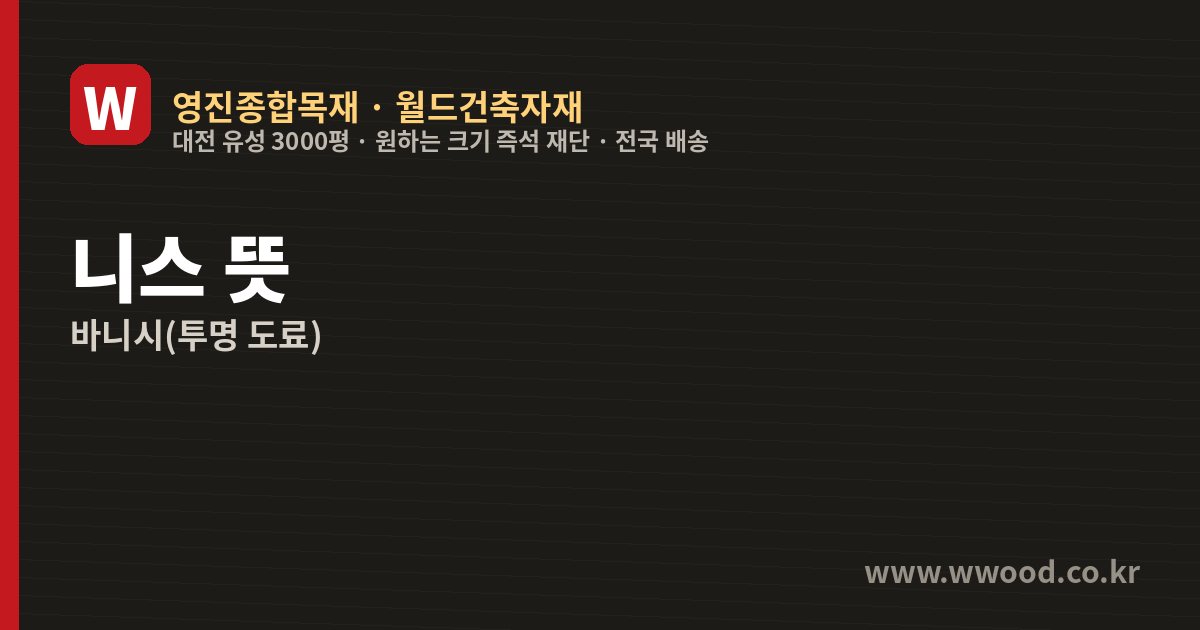 W
영진종합목재 · 월드건축자재
대전 유성 3000평 · 원하는 크기 즉석 재단 · 전국 배송
니스 뜻
바니시(투명 도료)
www.wwood.co.kr